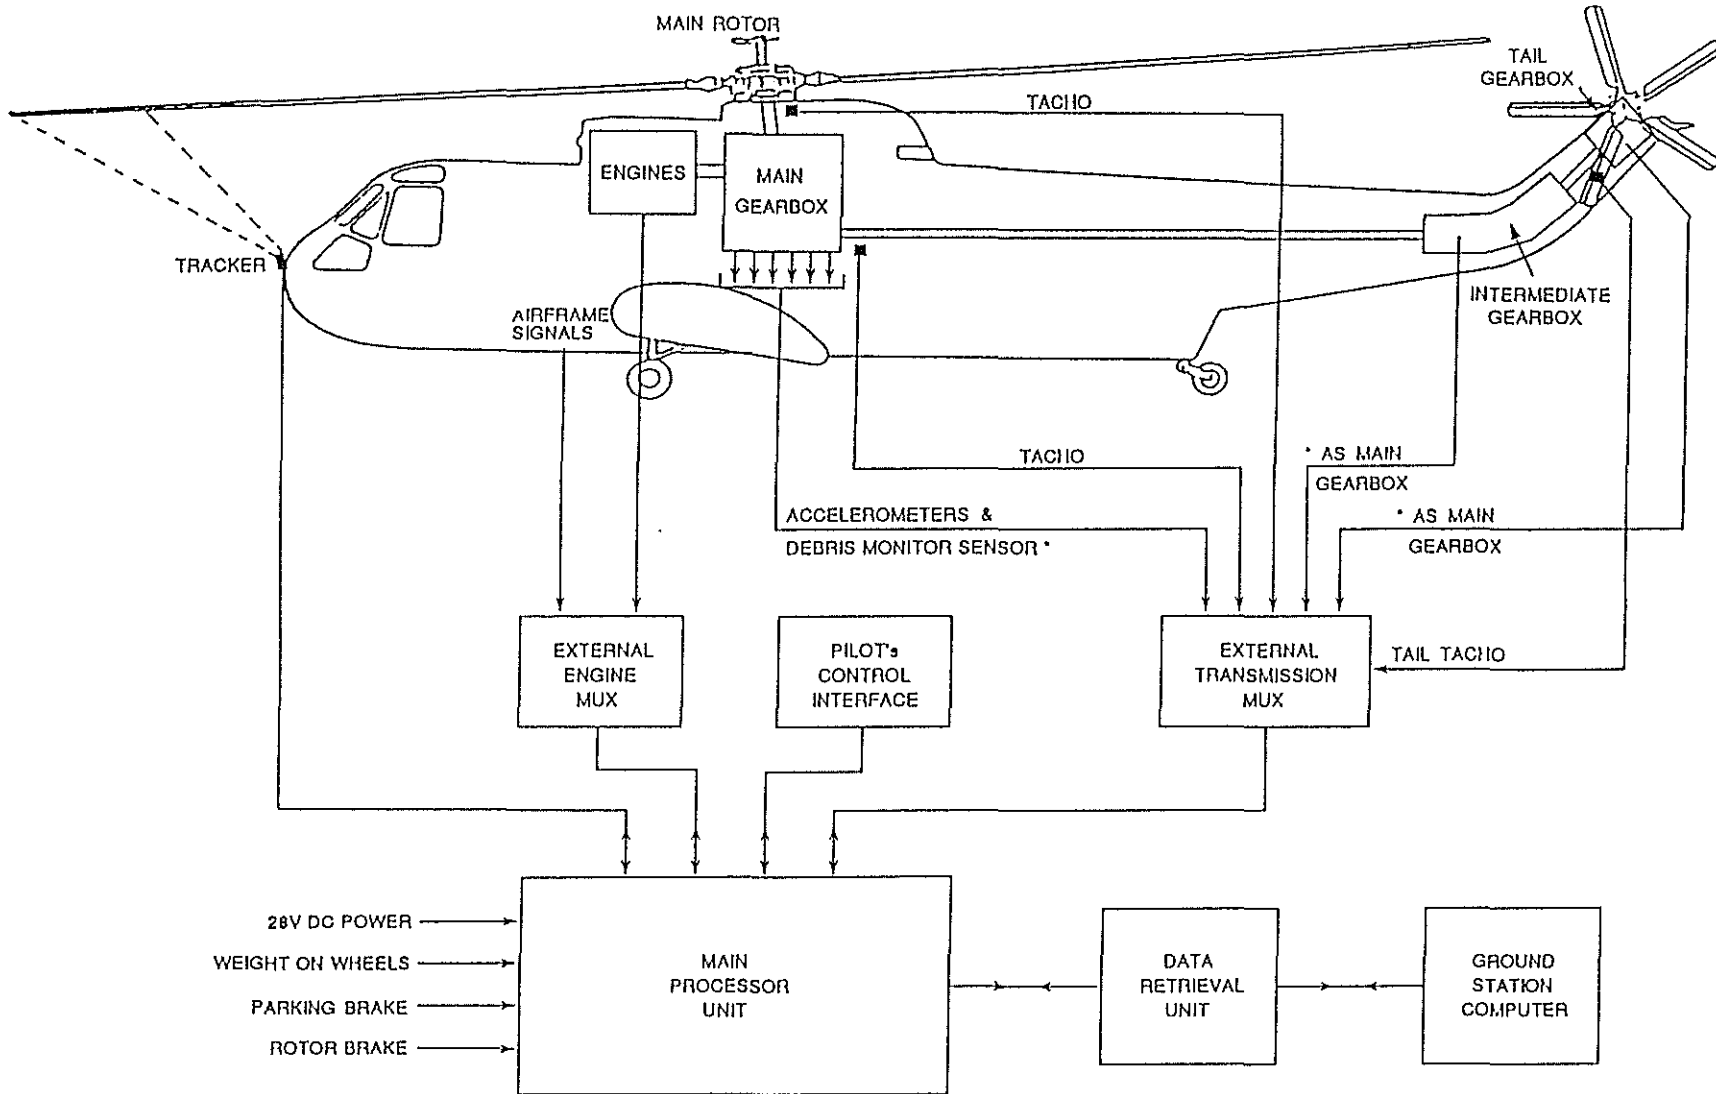 MAIN ROTOR
TAIL
GEARBOX
TACHO
ENGINES
MAIN
GEARBOX
TRACKER
AIRFRAME
SIGNALS
INTERMEDIATE
GEARBOX
TACHO
* AS MAIN
GEARBOX
ACCELEROMETERS &
DEBRIS MONITOR SENSOR *
* AS MAIN
GEARBOX
EXTERNAL
ENGINE
MUX
PILOT's
CONTROL
INTERFACE
EXTERNAL
TRANSMISSION
MUX
TAIL TACHO
28V DC POWER
WEIGHT ON WHEELS
PARKING BRAKE
ROTOR BRAKE
MAIN
PROCESSOR
UNIT
DATA
RETRIEVAL
UNIT
GROUND
STATION
COMPUTER